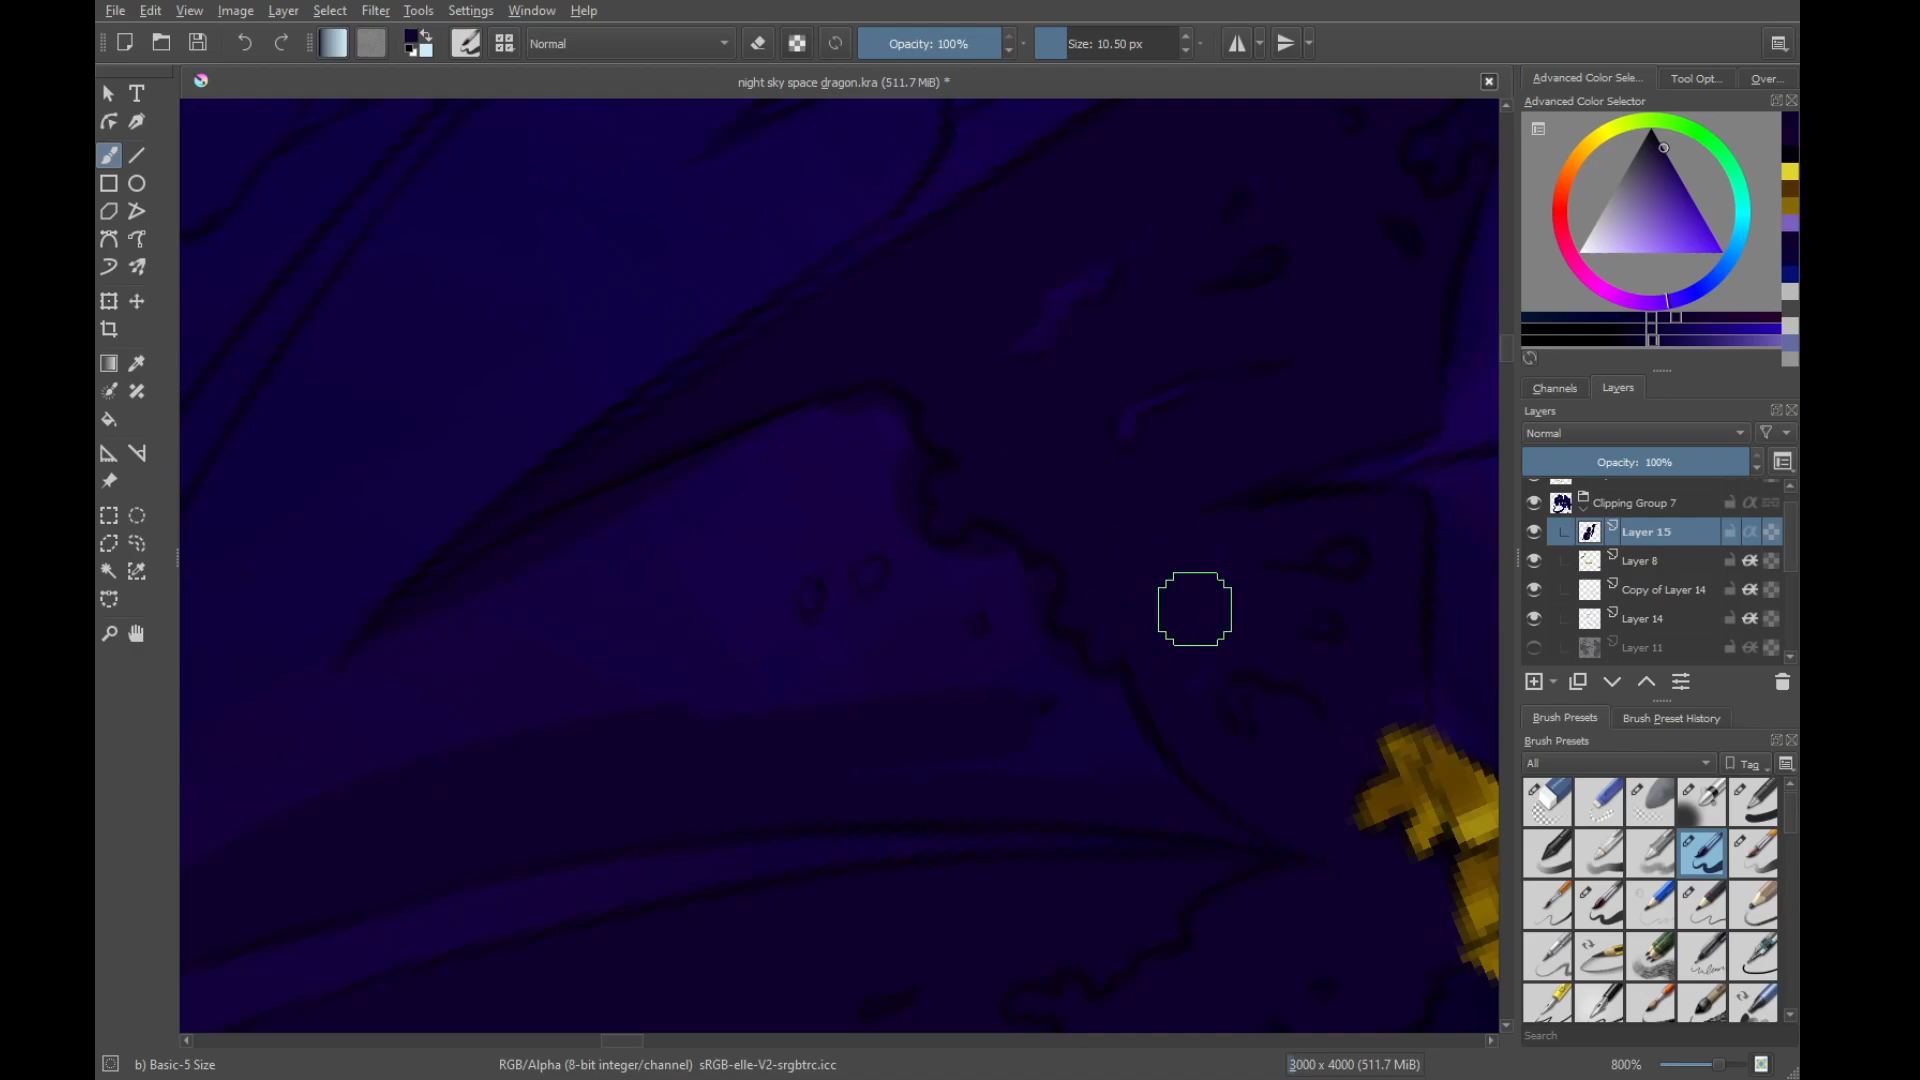 File Edit View Image Layer Select Filter Tools Settings Window Help
Normal Opacity: 100% Size: 10.50 px
night sky space dragon.kra (511.7 MiB) *
Advanced Color Sele... Tool Opt... Over...
Advanced Color Selector
Channels Layers
Layers
Normal
Opacity: 100%
Clipping Group 7
Layer 15
Layer 8
Copy of Layer 14
Layer 14
Layer 11
Brush Presets Brush Preset History
Brush Presets
All Tag
Search
b) Basic-5 Size RGB/Alpha (8-bit integer/channel) sRGB-elle-V2-srgbtrc.icc 3000 x 4000 (511.7 MiB) 800%